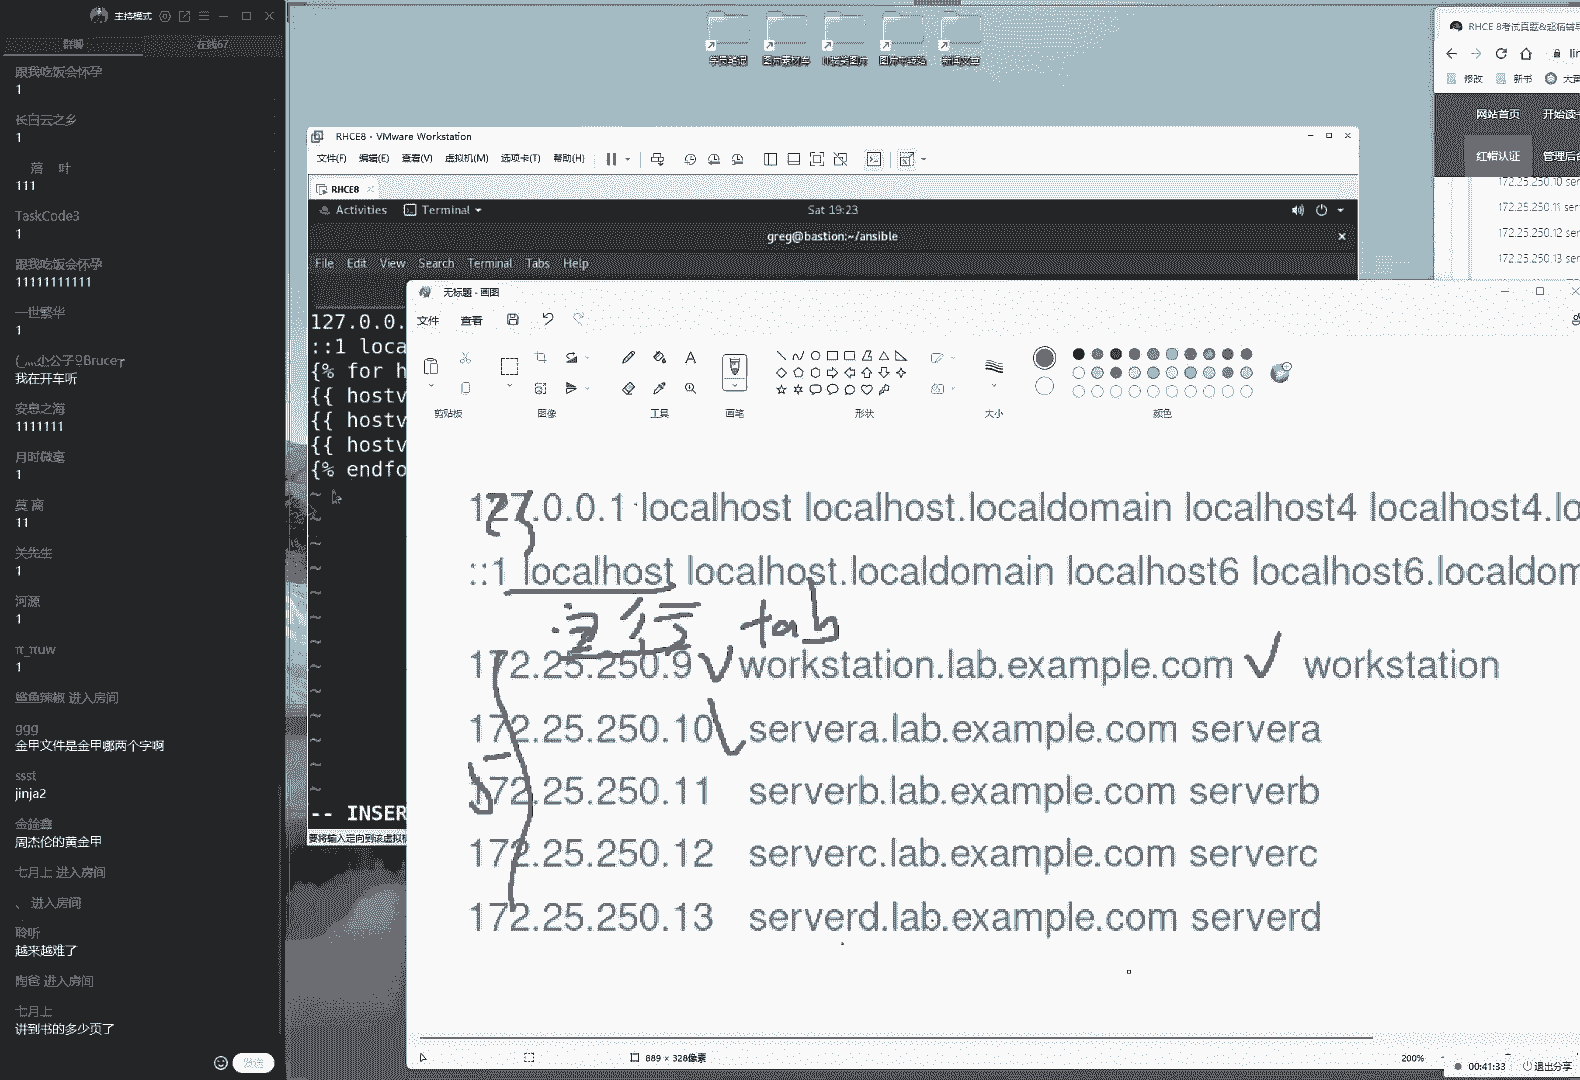 主持模式
群聊
在线67
跟我吃饭会怀孕
1
长白云之乡
1
落 叶
111
TaskCode3
1
跟我吃饭会怀孕
11111111111
一世繁华
1
我在开车听
安息之海
1111111
月时微毫
1
莫 离
11
关先生
1
河源
1
π_πuw
1
鲨鱼辣椒 进入房间
ggg
金甲文件是金甲哪两个字啊
ssst
jinja2
周杰伦的黄金甲
七月上 进入房间
、 进入房间
聆听
越来越难了
陶爸 进入房间
七月上
讲到书的多少页了
发送
RHCE8 - VMware Workstation
文件(F) 编辑(E) 查看(V) 虚拟机(M) 选项卡(T) 帮助(H)
RHCE8
Activities Terminal Sat 19:23
greg@bastion:~/ansible
File Edit View Search Terminal Tabs Help
127.0.0.
::1 loca
{% for h
{{ hostv
{{ hostv
{{ hostv
{% endfo
~
~
~
~
~
~
~
~
~
~
~
~
~
-- INSER
要将输入定向到该虚拟机
无标题 - 画图
文件 查看
剪贴板 图像 工具 画笔 形状 大小 颜色
127.0.0.1 localhost localhost.localdomain localhost4 localhost4.lo
::1 localhost localhost.localdomain localhost6 localhost6.localdom
tab
172.25.250.9 workstation.lab.example.com workstation
172.25.250.10 servera.lab.example.com servera
172.25.250.11 serverb.lab.example.com serverb
172.25.250.12 serverc.lab.example.com serverc
172.25.250.13 serverd.lab.example.com serverd
889 × 328像素
200%
00:41:33 退出分享
修改 新书
网站首页 开始读
红帽认证 管理后台
172.25.250.10 ser
172.25.250.11 ser
172.25.250.12 ser
172.25.250.13 ser